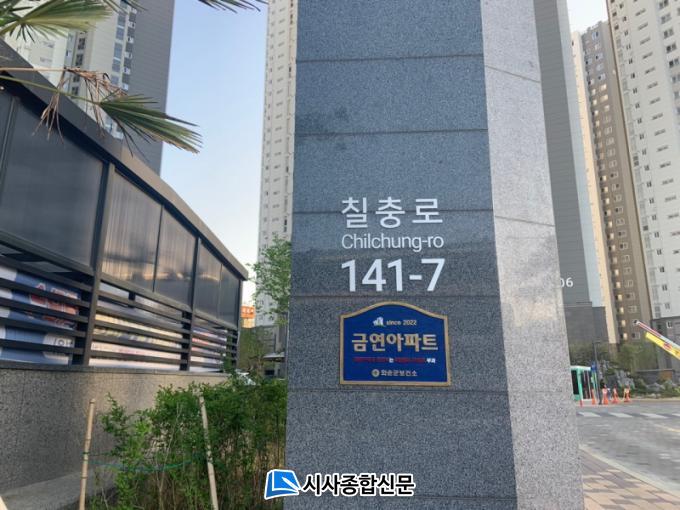 칠충로
Chilchung-ro
141-7
since 2022
금연아파트
화순군보건소
06
시사종합신문